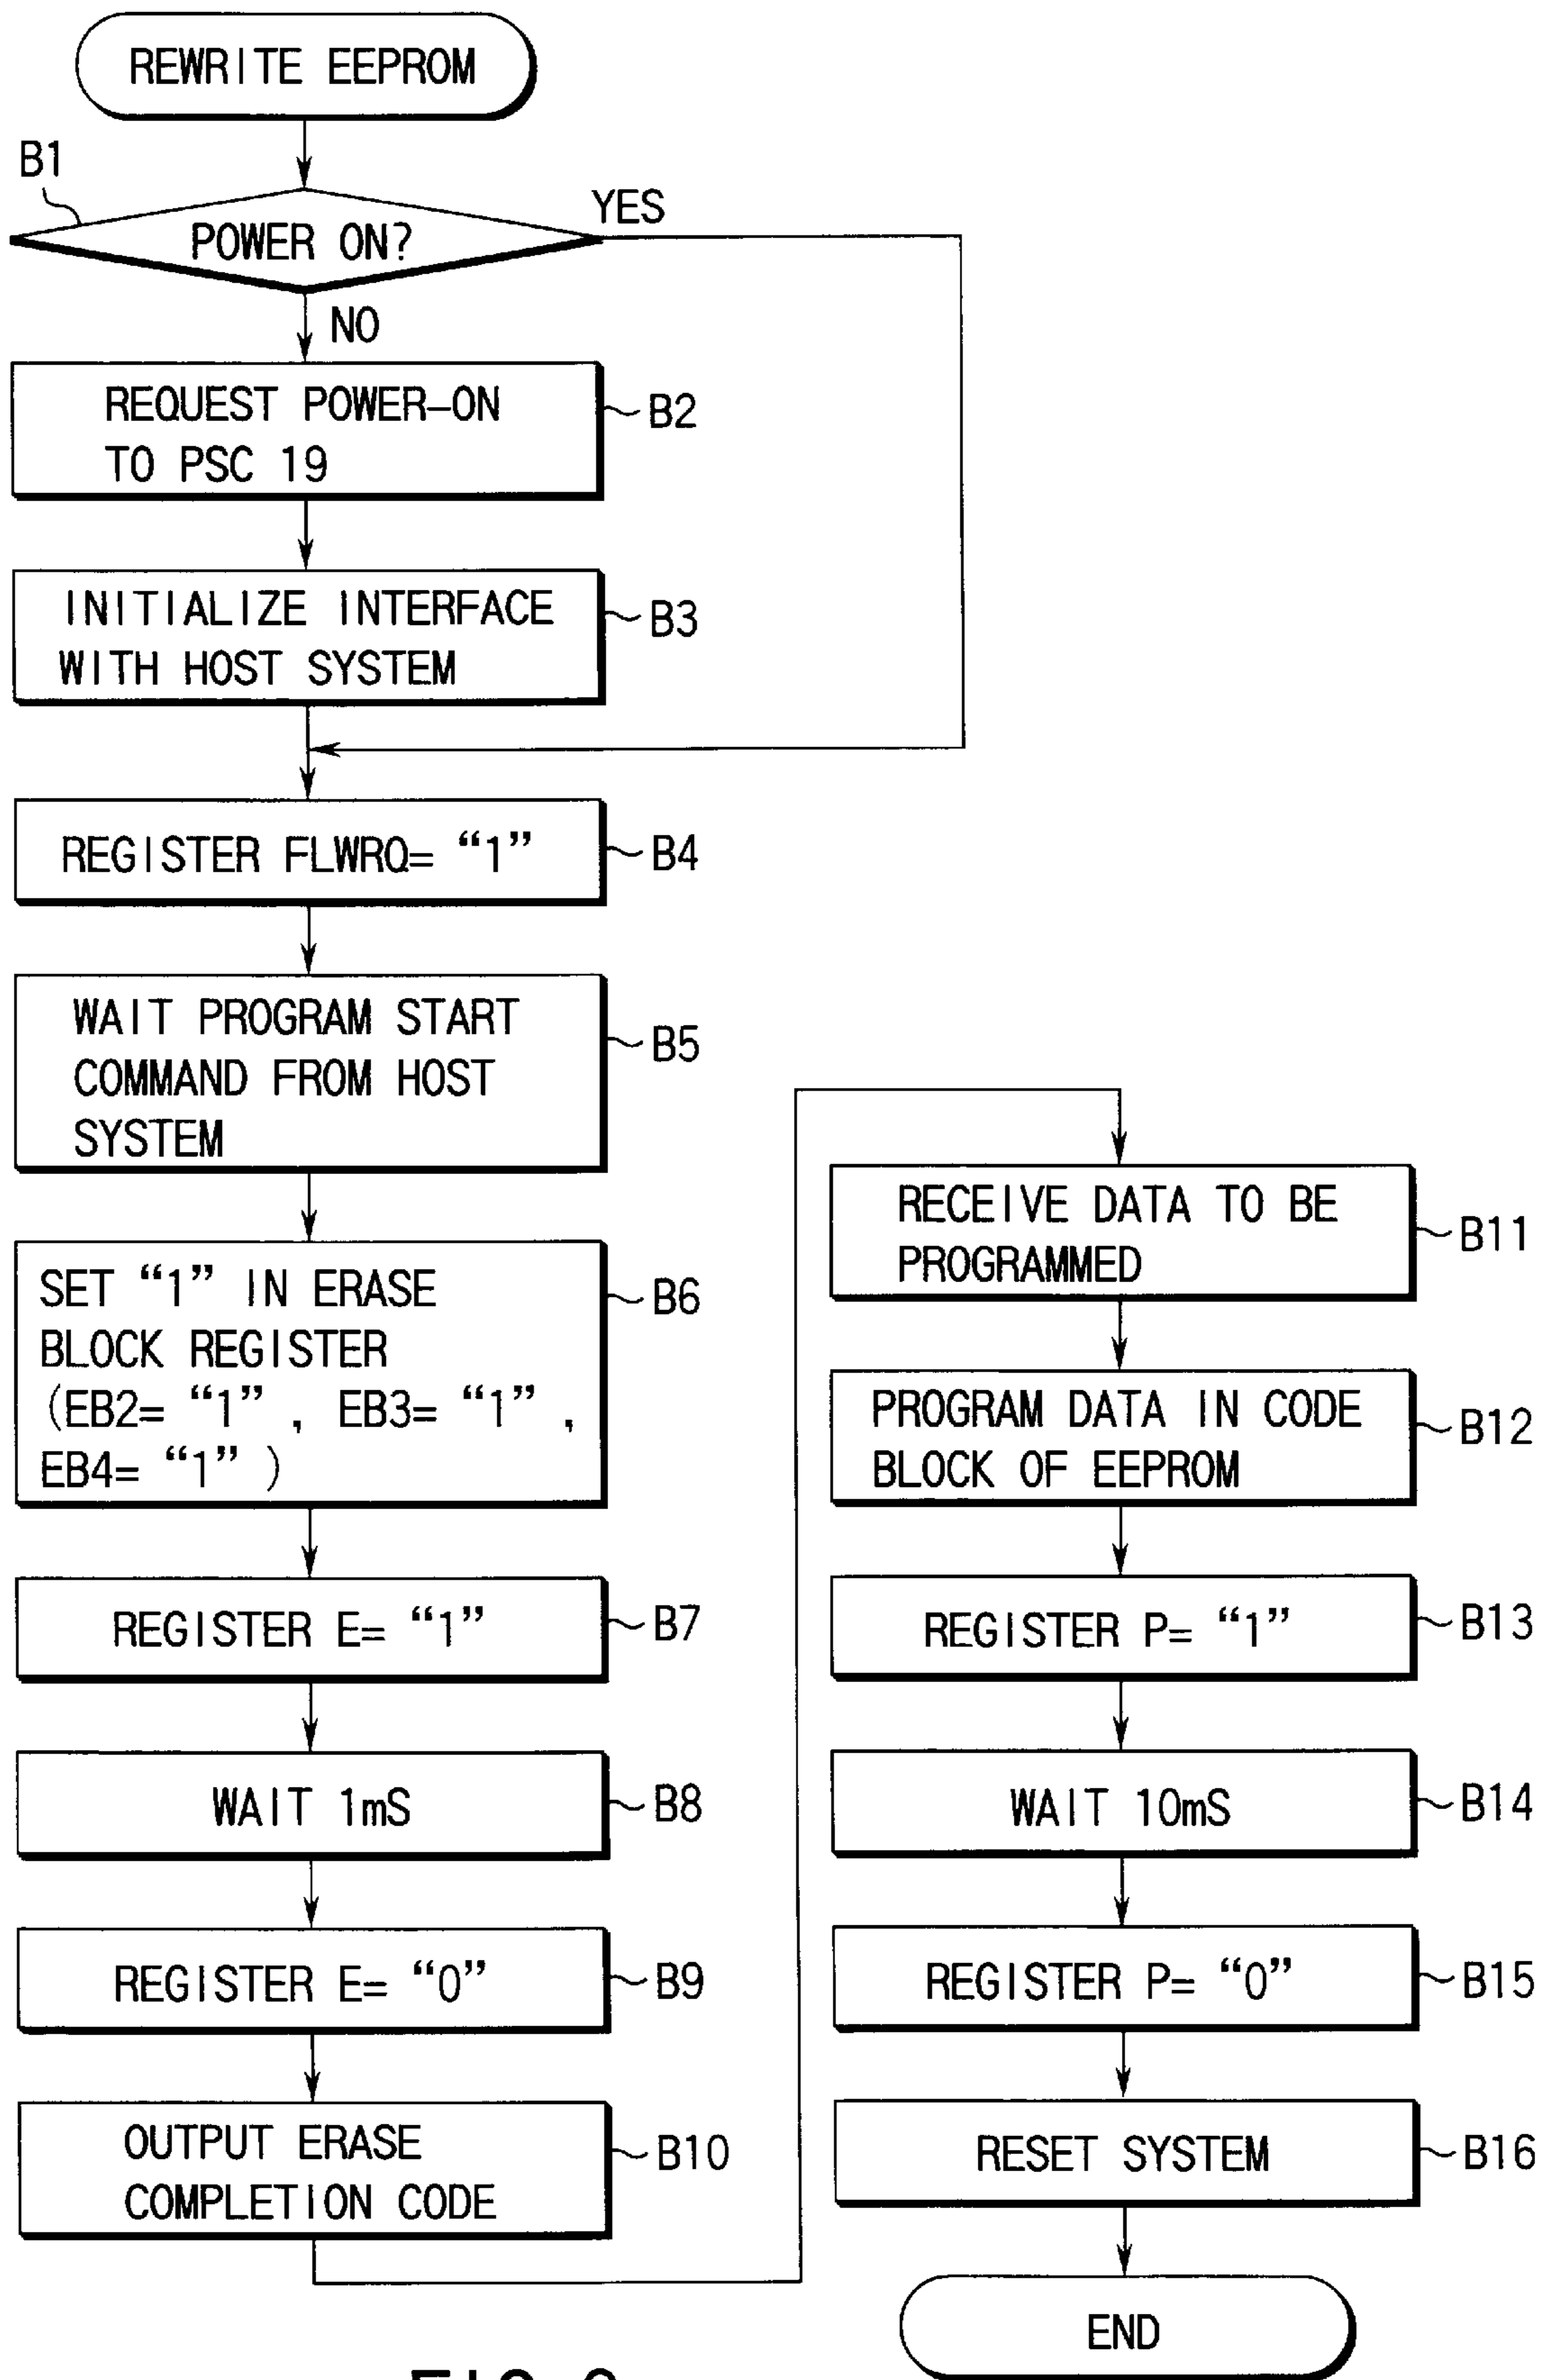 REWRITE EEPROM
B1
POWER ON?
YES
NO
REQUEST POWER-ON
TO PSC 19
B2
INITIALIZE INTERFACE
WITH HOST SYSTEM
B3
REGISTER FLWRQ= “1”
B4
WAIT PROGRAM START
COMMAND FROM HOST
SYSTEM
B5
SET “1” IN ERASE
BLOCK REGISTER
(EB2= “1” , EB3= “1” ,
EB4= “1” )
B6
REGISTER E= “1”
B7
WAIT 1mS
B8
REGISTER E= “0”
B9
OUTPUT ERASE
COMPLETION CODE
B10
RECEIVE DATA TO BE
PROGRAMMED
B11
PROGRAM DATA IN CODE
BLOCK OF EEPROM
B12
REGISTER P= “1”
B13
WAIT 10mS
B14
REGISTER P= “0”
B15
RESET SYSTEM
B16
END